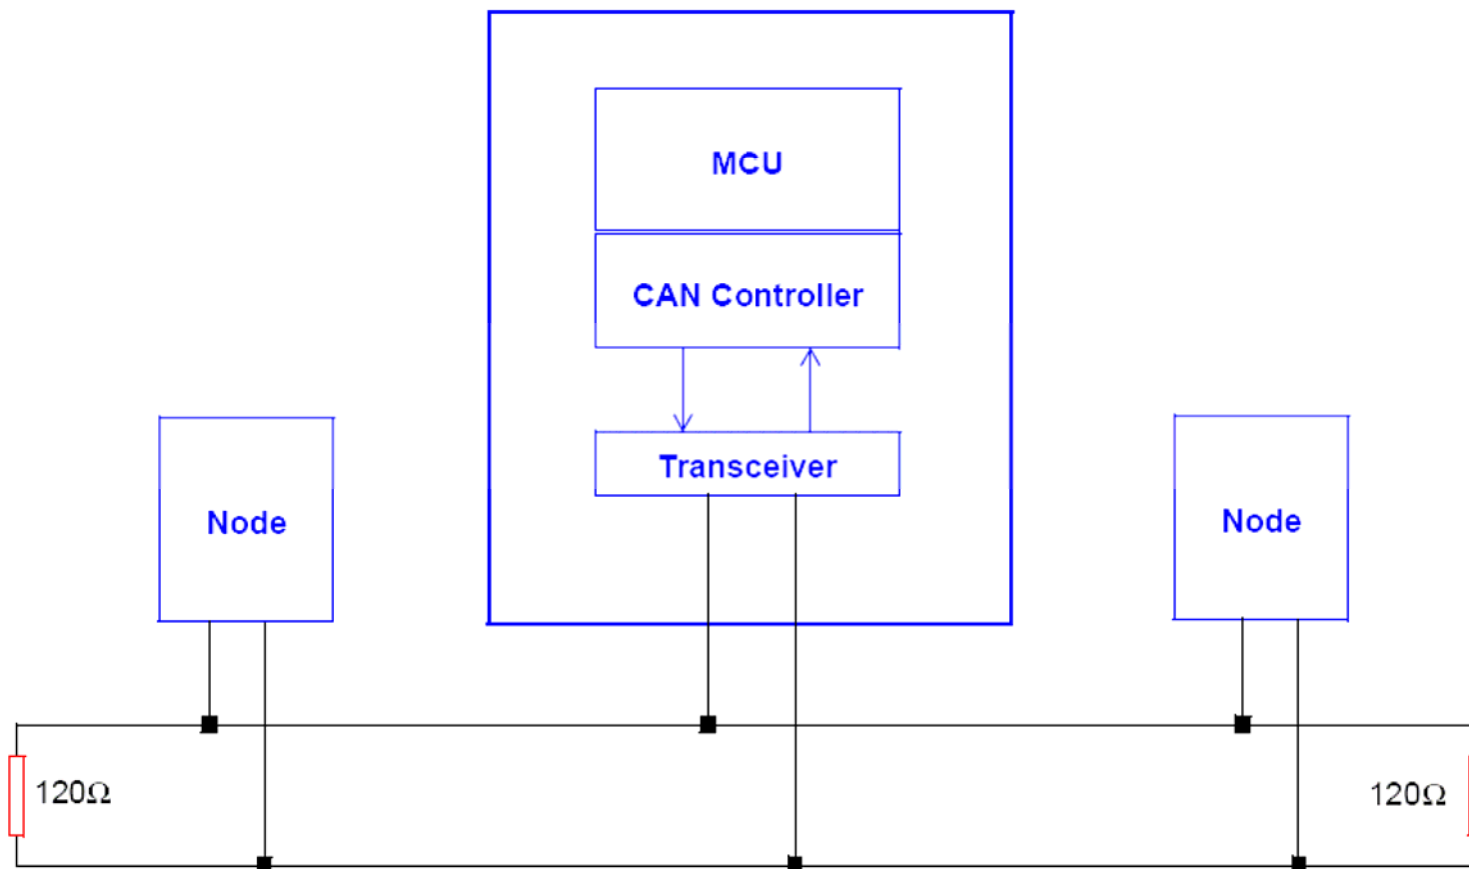 MCU
CAN Controller
Transceiver
Node
Node
120Ω
120Ω